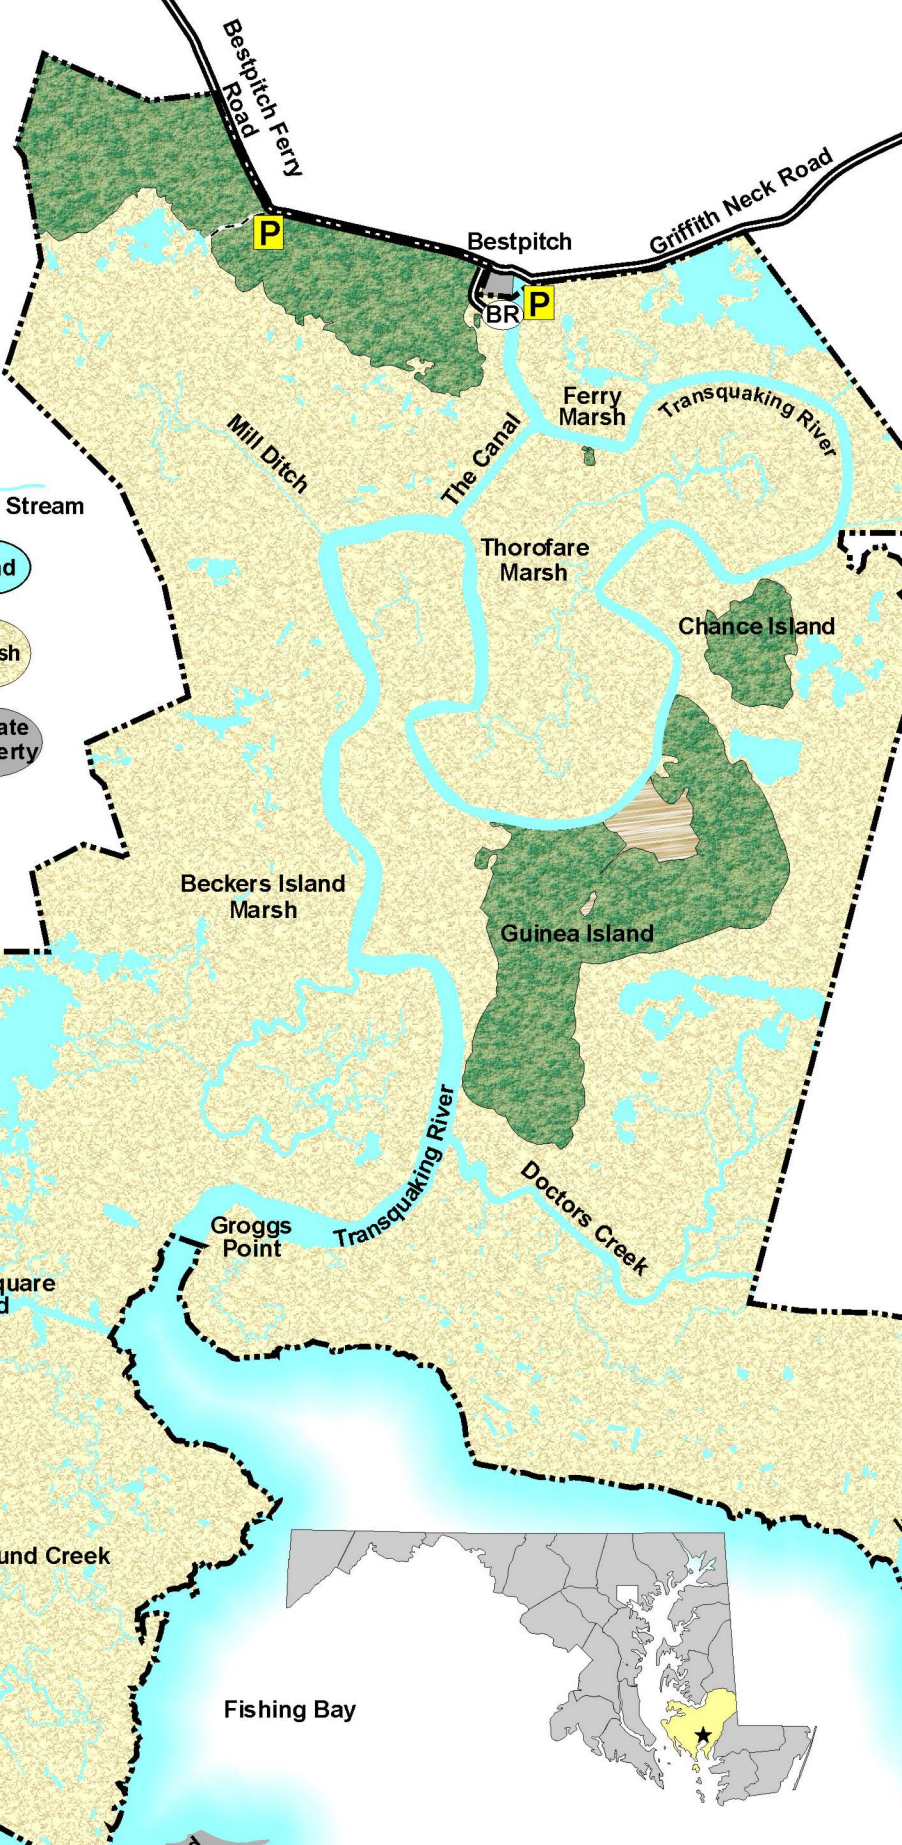 Bestpitch Ferry
Road
Griffith Neck Road
P
Bestpitch
P
BR
Ferry
Marsh
Transquaking River
The Canal
Mill Ditch
Stream
Thorofare
Marsh
Chance Island
Beckers Island
Marsh
Guinea Island
Transquaking River
Doctors Creek
Groggs
Point
Fishing Bay
Creek